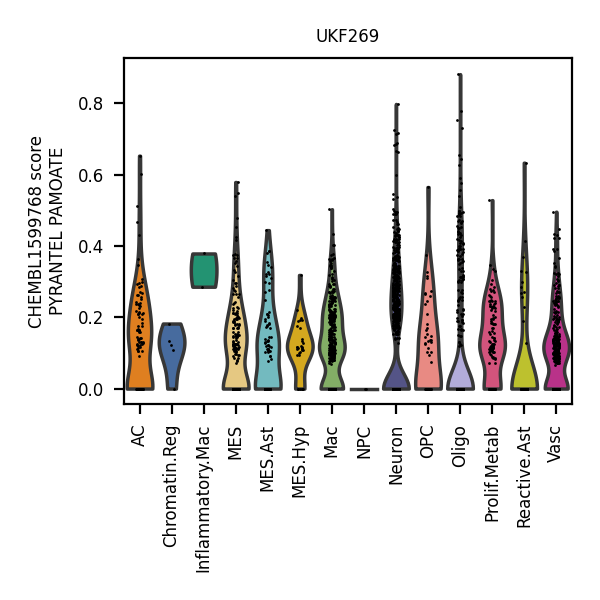 UKF269
CHEMBL1599768 score
PYRANTEL PAMOATE
0.8
0.6
0.4
0.2
0.0
AC
Chromatin.Reg
Inflammatory.Mac
MES
MES.Ast
MES.Hyp
Mac
NPC
Neuron
OPC
Oligo
Prolif.Metab
Reactive.Ast
Vasc